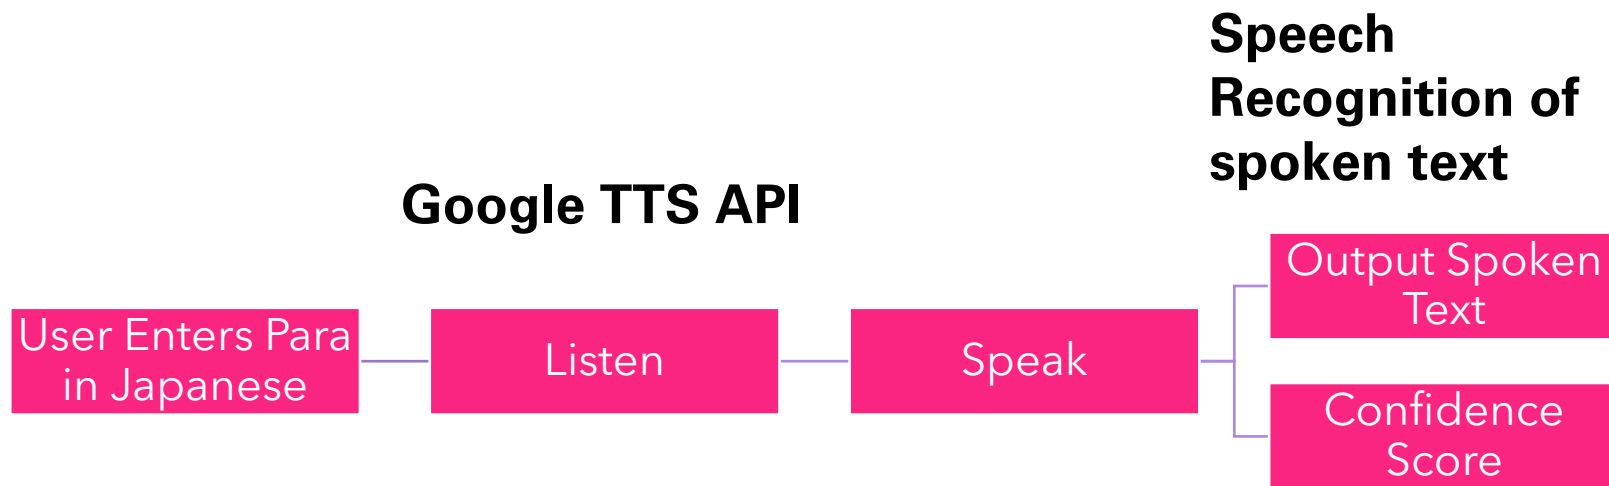 Speech
Recognition of
spoken text
Google TTS API
User Enters Para
in Japanese
Listen
Speak
Output Spoken
Text
Confidence
Score